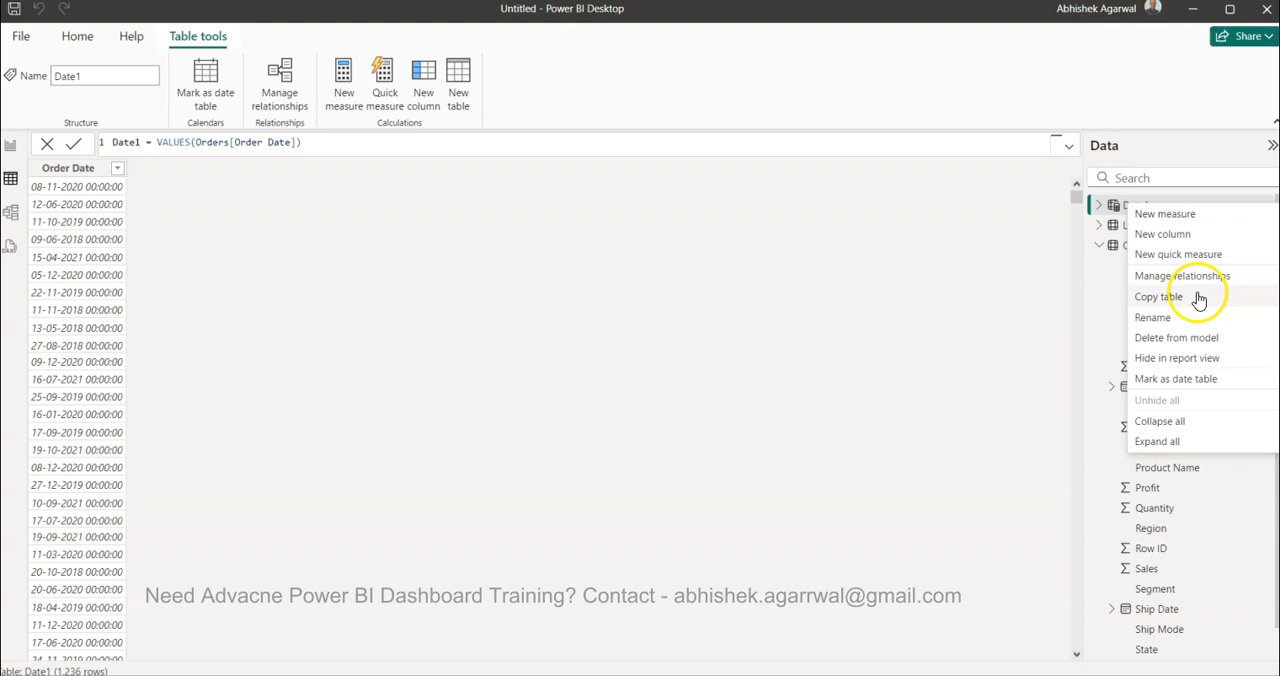 Untitled - Power BI Desktop
Abhishek Agarwal
File Home Help Table tools
Share
Name Date1
Mark as date table
Manage relationships
New measure
Quick measure
New column
New table
Structure
Calendars
Relationships
Calculations
1 Date1 = VALUES(Orders[Order Date])
Data
Order Date
Search
08-11-2020 00:00:00
12-06-2020 00:00:00
11-10-2019 00:00:00
09-06-2018 00:00:00
15-04-2021 00:00:00
05-12-2020 00:00:00
22-11-2019 00:00:00
11-11-2018 00:00:00
13-05-2018 00:00:00
27-08-2018 00:00:00
09-12-2020 00:00:00
16-07-2021 00:00:00
25-09-2019 00:00:00
16-01-2020 00:00:00
17-09-2019 00:00:00
19-10-2021 00:00:00
08-12-2020 00:00:00
27-12-2019 00:00:00
10-09-2021 00:00:00
17-07-2020 00:00:00
19-09-2021 00:00:00
11-03-2020 00:00:00
20-10-2018 00:00:00
20-06-2020 00:00:00
18-04-2019 00:00:00
11-12-2020 00:00:00
17-06-2020 00:00:00
24-11-2019 00:00:00
New measure
New column
New quick measure
Manage relationships
Copy table
Rename
Delete from model
Hide in report view
Mark as date table
Unhide all
Collapse all
Expand all
Product Name
Σ Profit
Σ Quantity
Region
Σ Row ID
Σ Sales
Segment
Ship Date
Ship Mode
State
Need Advacne Power BI Dashboard Training? Contact - abhishek.agarrwal@gmail.com
able: Date1 (1,236 rows)